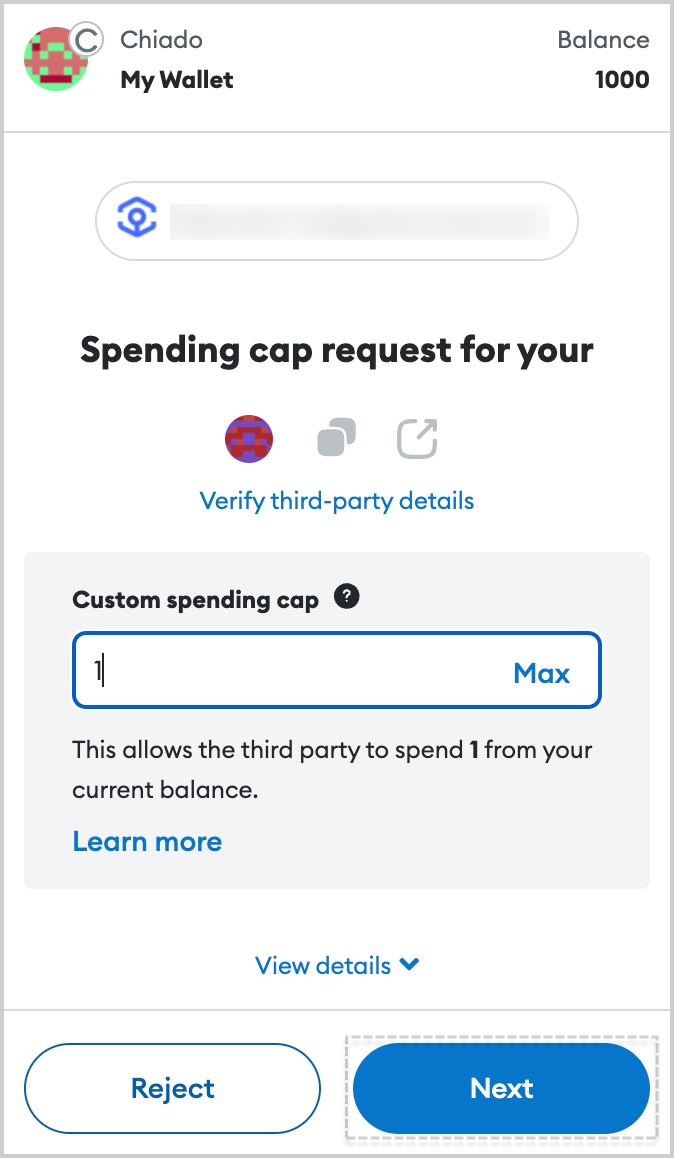 C
Chiado
Balance
My Wallet
1000
Spending cap request for your
Verify third-party details
Custom spending cap ?
1
Max
This allows the third party to spend 1 from your
current balance.
Learn more
View details
Reject
Next